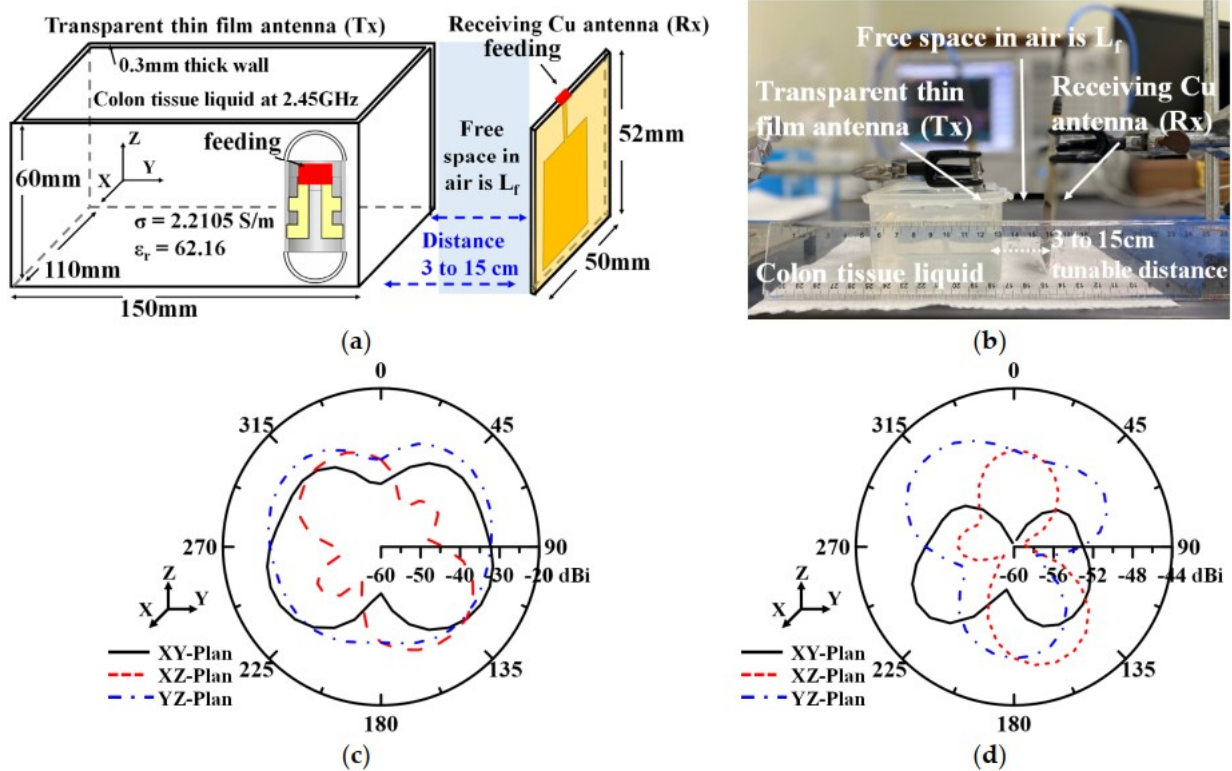 Transparent thin film antenna (Tx)
Receiving Cu antenna (Rx)
feeding
0.3mm thick wall
Colon tissue liquid at 2.45GHz
feeding
Free
space in
air is Lf
52mm
60mm
Z
X
Y
σ = 2.2105 S/m
εr = 62.16
Distance
3 to 15 cm
110mm
50mm
150mm
(a)
Free space in air is Lf
Transparent thin
film antenna (Tx)
Receiving Cu
antenna (Rx)
3 to 15cm
tunable distance
Colon tissue liquid
(b)
0
315
45
270
90
-60 -50 -40 -30 -20 dBi
Z
X
Y
XY-Plan
XZ-Plan
YZ-Plan
225
135
180
(c)
0
315
45
270
90
-60 -56 -52 -48 -44 dBi
Z
X
Y
XY-Plan
XZ-Plan
YZ-Plan
225
135
180
(d)